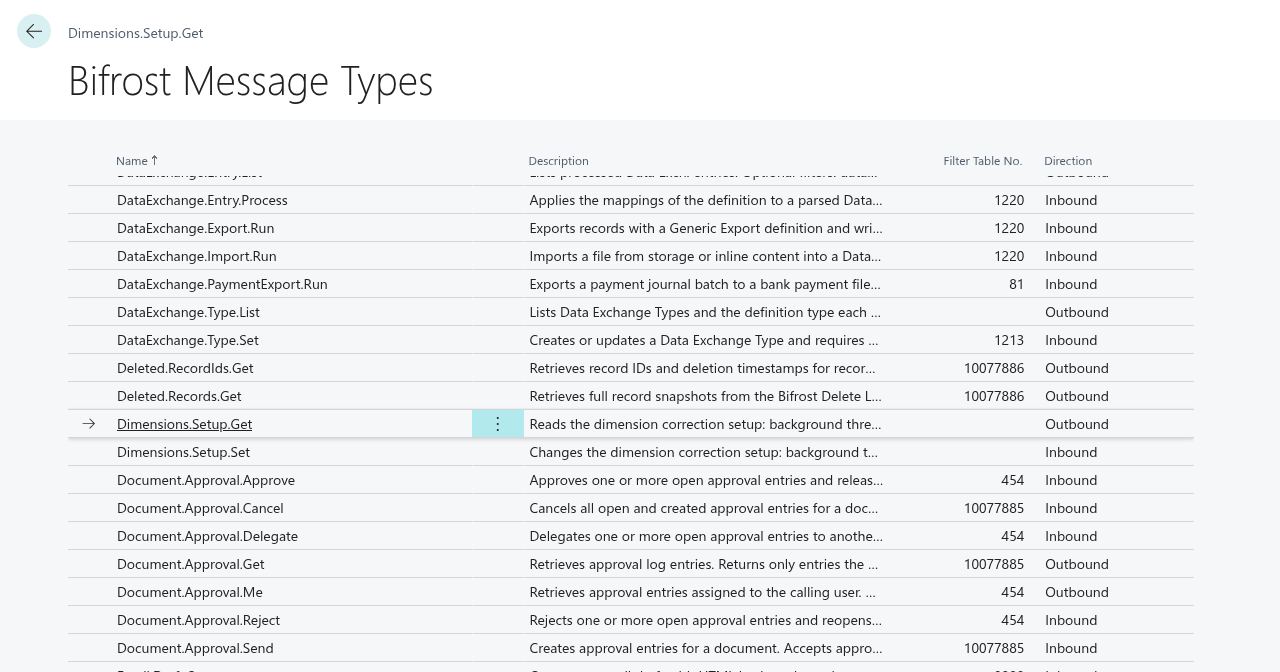 Dimensions.Setup.Get
Bifrost Message Types
Name ↑ Description Filter Table No. Direction
DataExchange.Entry.List Lists processed Data Exch. entries. Optional filters: data... Outbound
DataExchange.Entry.Process Applies the mappings of the definition to a parsed Data... 1220 Inbound
DataExchange.Export.Run Exports records with a Generic Export definition and wri... 1220 Inbound
DataExchange.Import.Run Imports a file from storage or inline content into a Data... 1220 Inbound
DataExchange.PaymentExport.Run Exports a payment journal batch to a bank payment file... 81 Inbound
DataExchange.Type.List Lists Data Exchange Types and the definition type each ... Outbound
DataExchange.Type.Set Creates or updates a Data Exchange Type and requires ... 1213 Inbound
Deleted.RecordIds.Get Retrieves record IDs and deletion timestamps for recor... 10077886 Outbound
Deleted.Records.Get Retrieves full record snapshots from the Bifrost Delete L... 10077886 Outbound
Dimensions.Setup.Get Reads the dimension correction setup: background thre... Outbound
Dimensions.Setup.Set Changes the dimension correction setup: background t... Inbound
Document.Approval.Approve Approves one or more open approval entries and releas... 454 Inbound
Document.Approval.Cancel Cancels all open and created approval entries for a doc... 10077885 Inbound
Document.Approval.Delegate Delegates one or more open approval entries to anothe... 454 Inbound
Document.Approval.Get Retrieves approval log entries. Returns only entries the ... 10077885 Outbound
Document.Approval.Me Retrieves approval entries assigned to the calling user. ... 454 Outbound
Document.Approval.Reject Rejects one or more open approval entries and reopens... 454 Inbound
Document.Approval.Send Creates approval entries for a document. Accepts appro... 10077885 Inbound